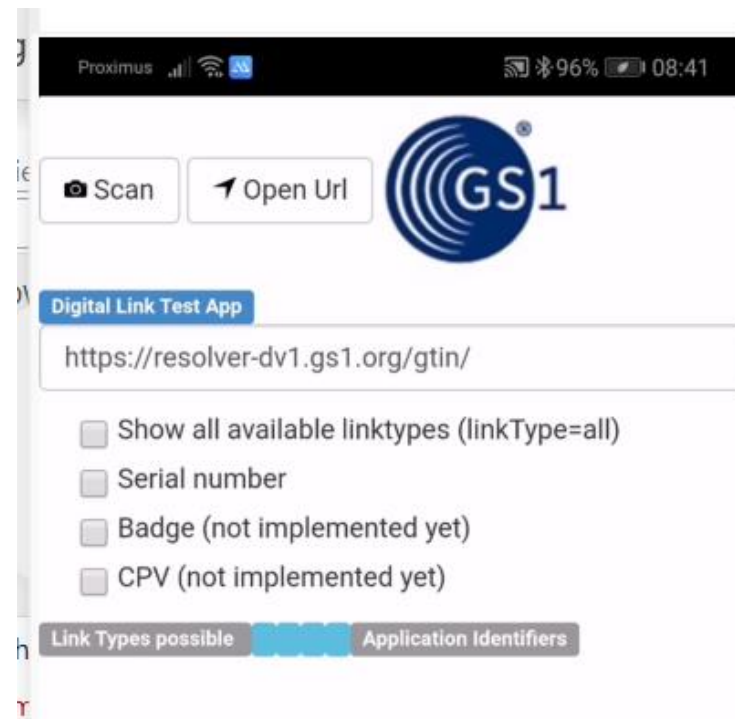 Proximus 96% 08:41
Scan Open Url GS1 ®
Digital Link Test App
https://resolver-dv1.gs1.org/gtin/
Show all available linktypes (linkType=all)
Serial number
Badge (not implemented yet)
CPV (not implemented yet)
Link Types possible Application Identifiers